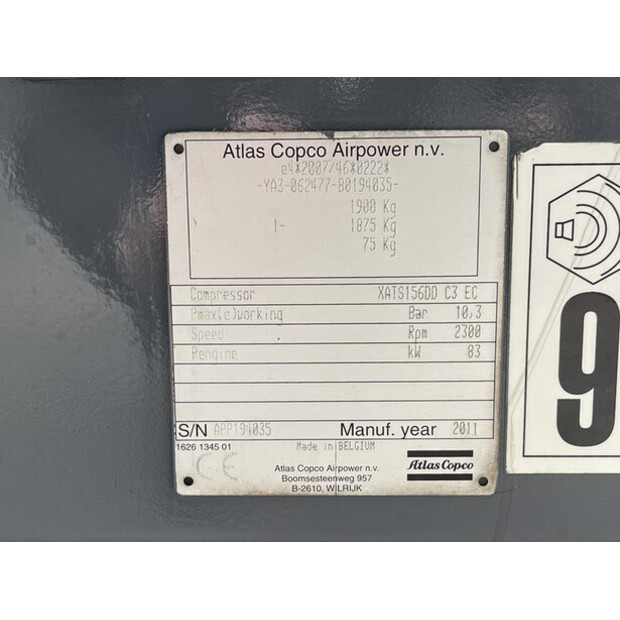 Atlas Copco Airpower n.v.
e4*2007/46*0222*
-YA3-062477-B0194035-
1900 Kg
1- 1875 Kg
75 Kg
Compressor XATS156DD C3 EC
Pmax(e)working Bar 10,3
Speed Rpm 2300
Pengine kW 83
S/N APP194035 Manuf. year 2011
1626 1345 01 Made in BELGIUM
CE
Atlas Copco Airpower n.v.
Boomsesteenweg 957
B-2610, WILRIJK
Atlas Copco
9